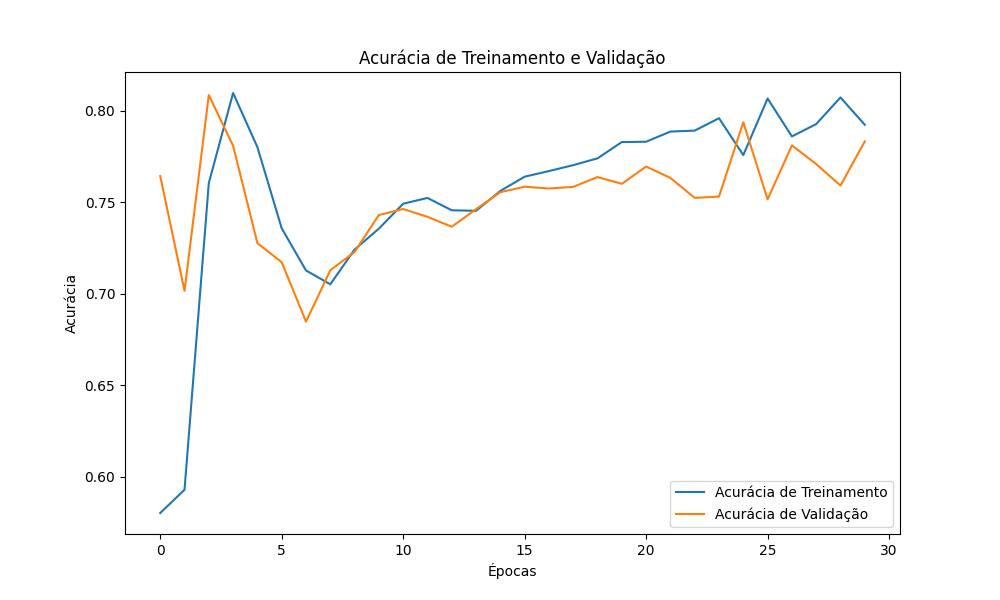 Acurácia de Treinamento e Validação
Acurácia
0.80
0.75
0.70
0.65
0.60
0 5 10 15 20 25 30
Épocas
Acurácia de Treinamento
Acurácia de Validação